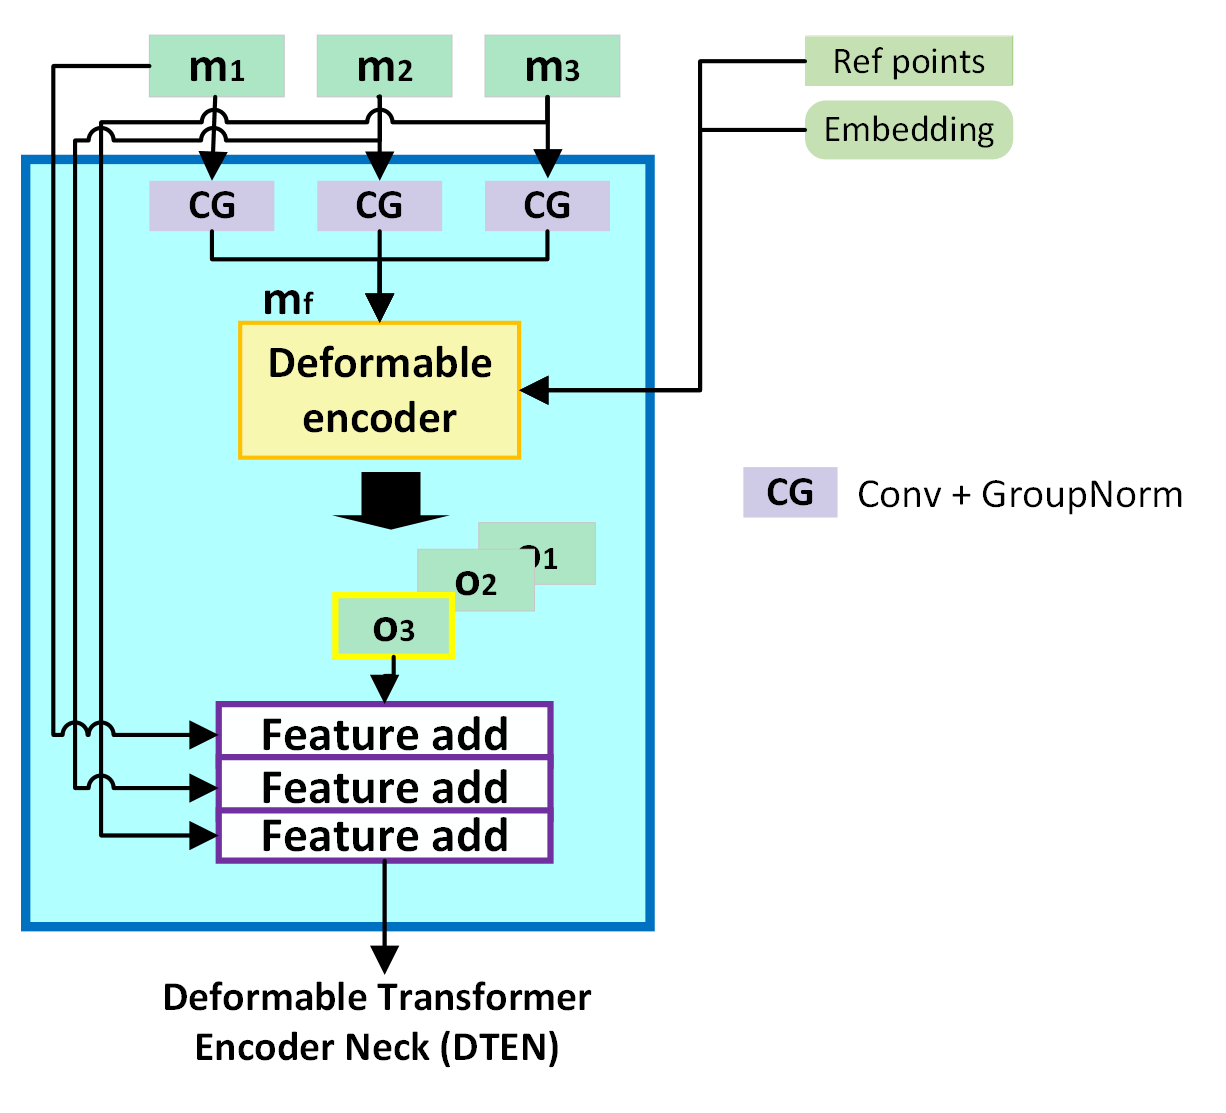 m1
m2
m3
Ref points
Embedding
CG
CG
CG
mf
Deformable
encoder
CG
Conv + GroupNorm
o1
o2
o3
Feature add
Feature add
Feature add
Deformable Transformer
Encoder Neck (DTEN)